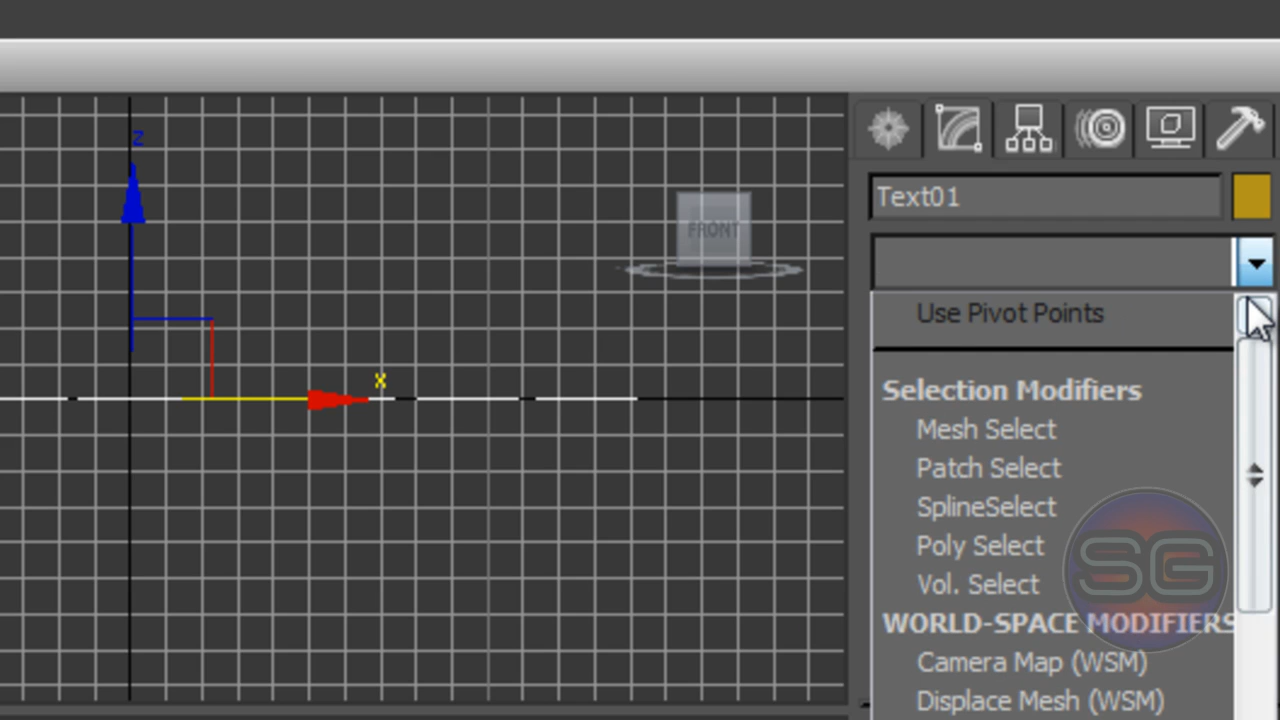 z
FRONT
x
Text01
Use Pivot Points
Selection Modifiers
Mesh Select
Patch Select
SplineSelect
Poly Select
Vol. Select
SG
WORLD-SPACE MODIFIERS
Camera Map (WSM)
Displace Mesh (WSM)